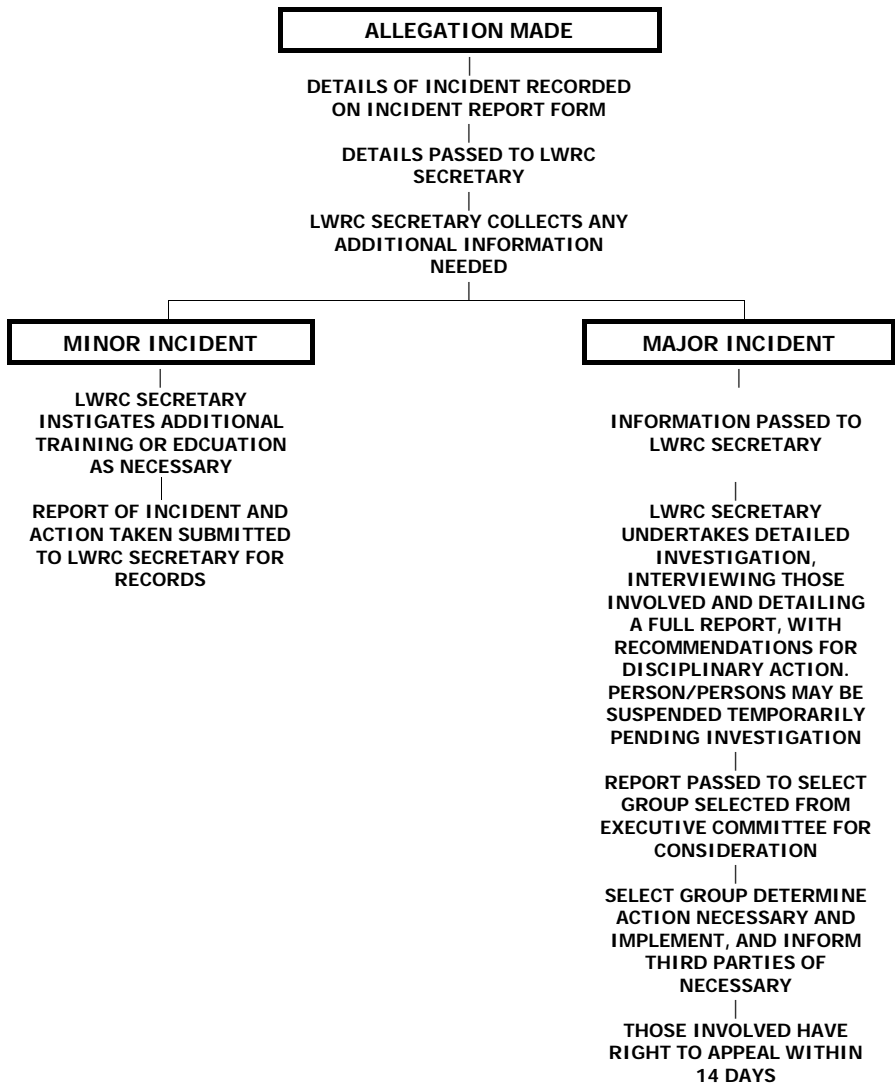 ALLEGATION MADE
DETAILS OF INCIDENT RECORDED
ON INCIDENT REPORT FORM
DETAILS PASSED TO LWRC
SECRETARY
LWRC SECRETARY COLLECTS ANY
ADDITIONAL INFORMATION
NEEDED
MINOR INCIDENT
LWRC SECRETARY
INSTIGATES ADDITIONAL
TRAINING OR EDCUATION
AS NECESSARY
REPORT OF INCIDENT AND
ACTION TAKEN SUBMITTED
TO LWRC SECRETARY FOR
RECORDS
MAJOR INCIDENT
INFORMATION PASSED TO
LWRC SECRETARY
LWRC SECRETARY
UNDERTAKES DETAILED
INVESTIGATION,
INTERVIEWING THOSE
INVOLVED AND DETAILING
A FULL REPORT, WITH
RECOMMENDATIONS FOR
DISCIPLINARY ACTION.
PERSON/PERSONS MAY BE
SUSPENDED TEMPORARILY
PENDING INVESTIGATION
REPORT PASSED TO SELECT
GROUP SELECTED FROM
EXECUTIVE COMMITTEE FOR
CONSIDERATION
SELECT GROUP DETERMINE
ACTION NECESSARY AND
IMPLEMENT, AND INFORM
THIRD PARTIES OF
NECESSARY
THOSE INVOLVED HAVE
RIGHT TO APPEAL WITHIN
14 DAYS